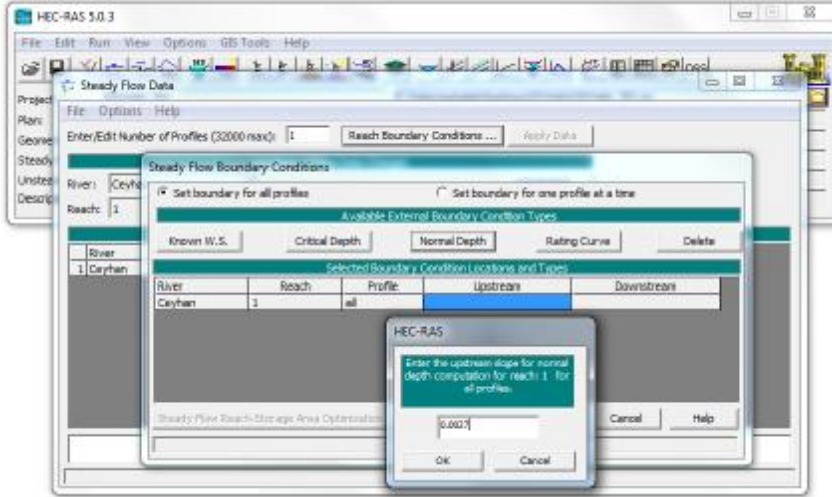 HEC-RAS 5.0.3
File Edit Run View Options GIS Tools Help
Steady Flow Data
Project
Plan:
File Options Help
Enter/Edit Number of Profiles (32000 max): 1 Reach Boundary Conditions ... Apply Data
Steady Flow Boundary Conditions
River:
Reach: 1
Set boundary for all profiles Set boundary for one profile at a time
Available External Boundary Condition Types
Known W.S. Critical Depth Normal Depth Rating Curve Delete
Selected Boundary Condition Locations and Types
River Reach Profile Upstream Downstream
Ceyhan 1 all
River
1 Ceyhan
HEC-RAS
Enter the upstream slope for normal
depth computation for reach: 1 for
all profiles.
0.0037
Steady Flow Reach-Storage Area Optimization
Cancel Help
OK Cancel